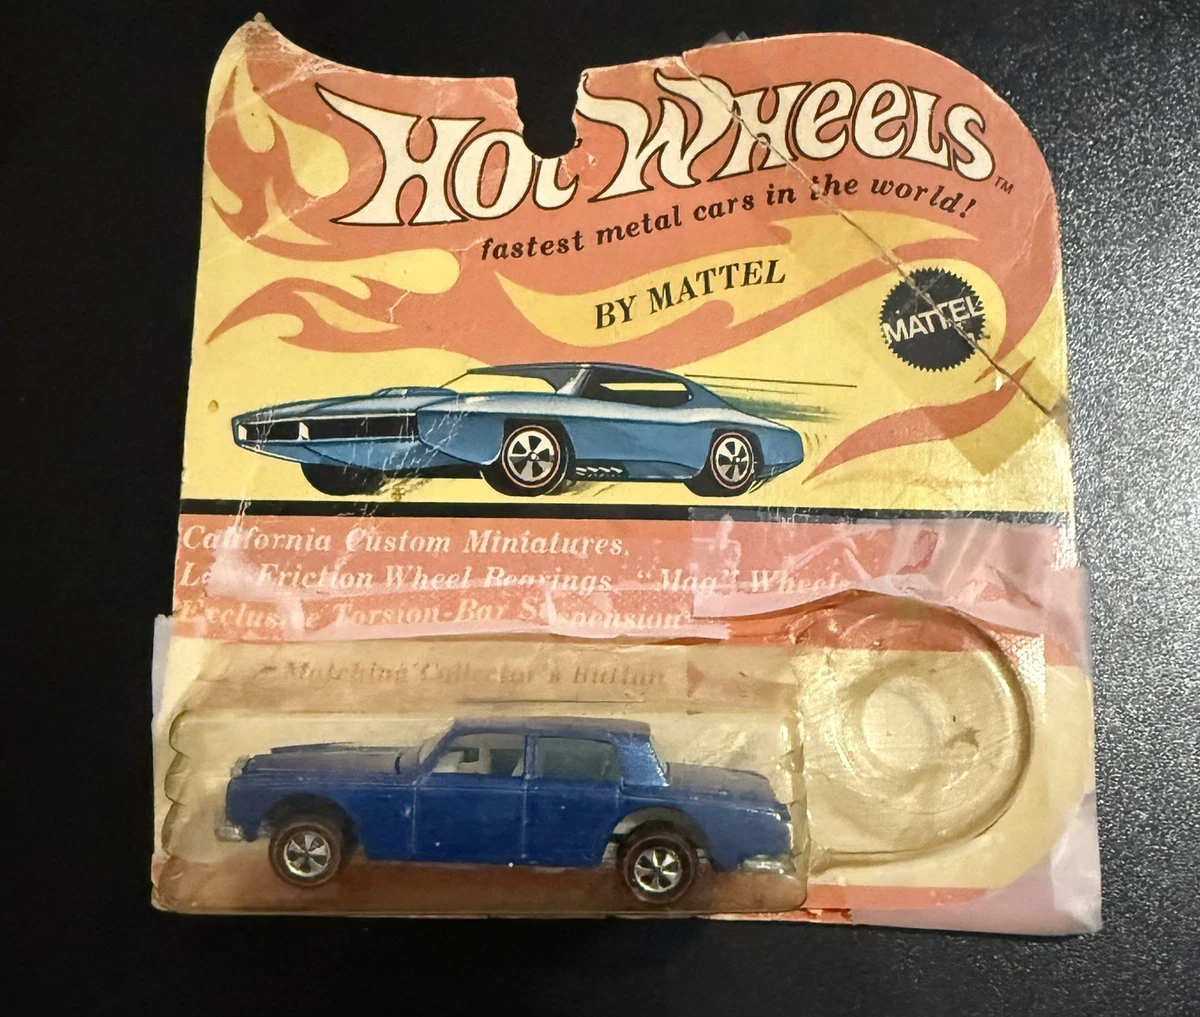 Hot Wheels™
fastest metal cars in the world!
BY MATTEL
MATTEL
California Custom Miniatures.
Friction Wheel Bearings. "Mag" Wheels
Torsion-Bar Suspension
Matching Collector's Button